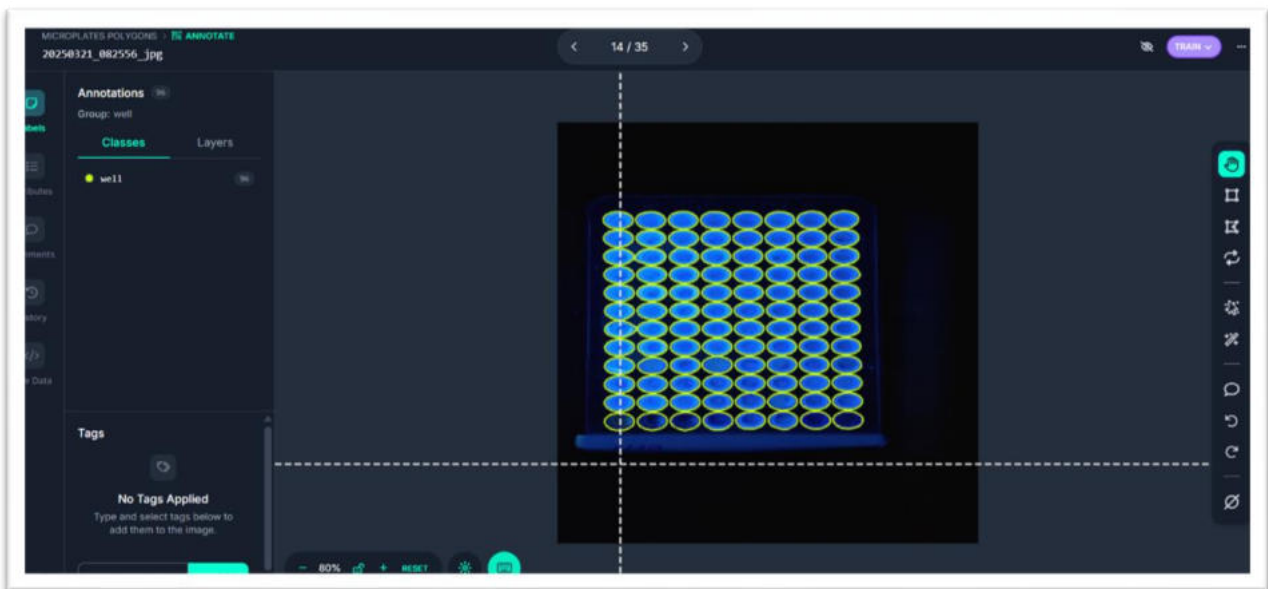 MICROPLATES POLYGONS > ANNOTATE
20250321_082556_jpg
14 / 35
TRAIN
Annotations 96
Group: well
Classes Layers
well 96
Tags
No Tags Applied
Type and select tags below to
add them to the image.
80%
RESET